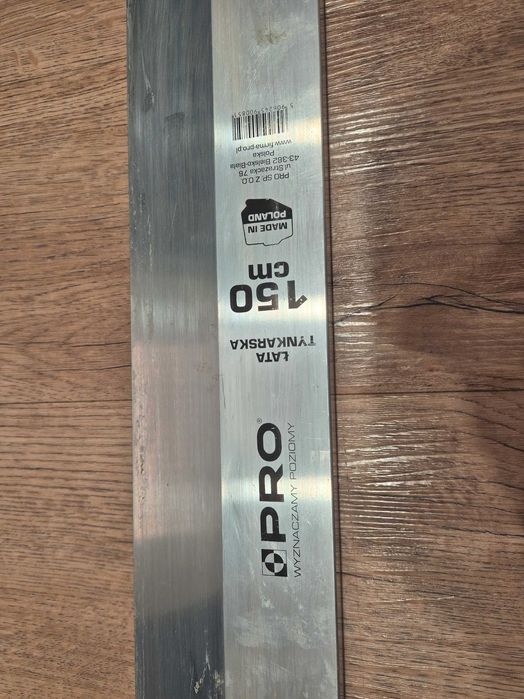 PRO®
WYZNACZAMY POZIOMY
ŁATA
TYNKARSKA
150
cm
MADE IN
POLAND
PRO SP. Z O.O.
ul Strażacka 76
43-382 Bielsko-Biała
Polska
www.firma-pro.pl